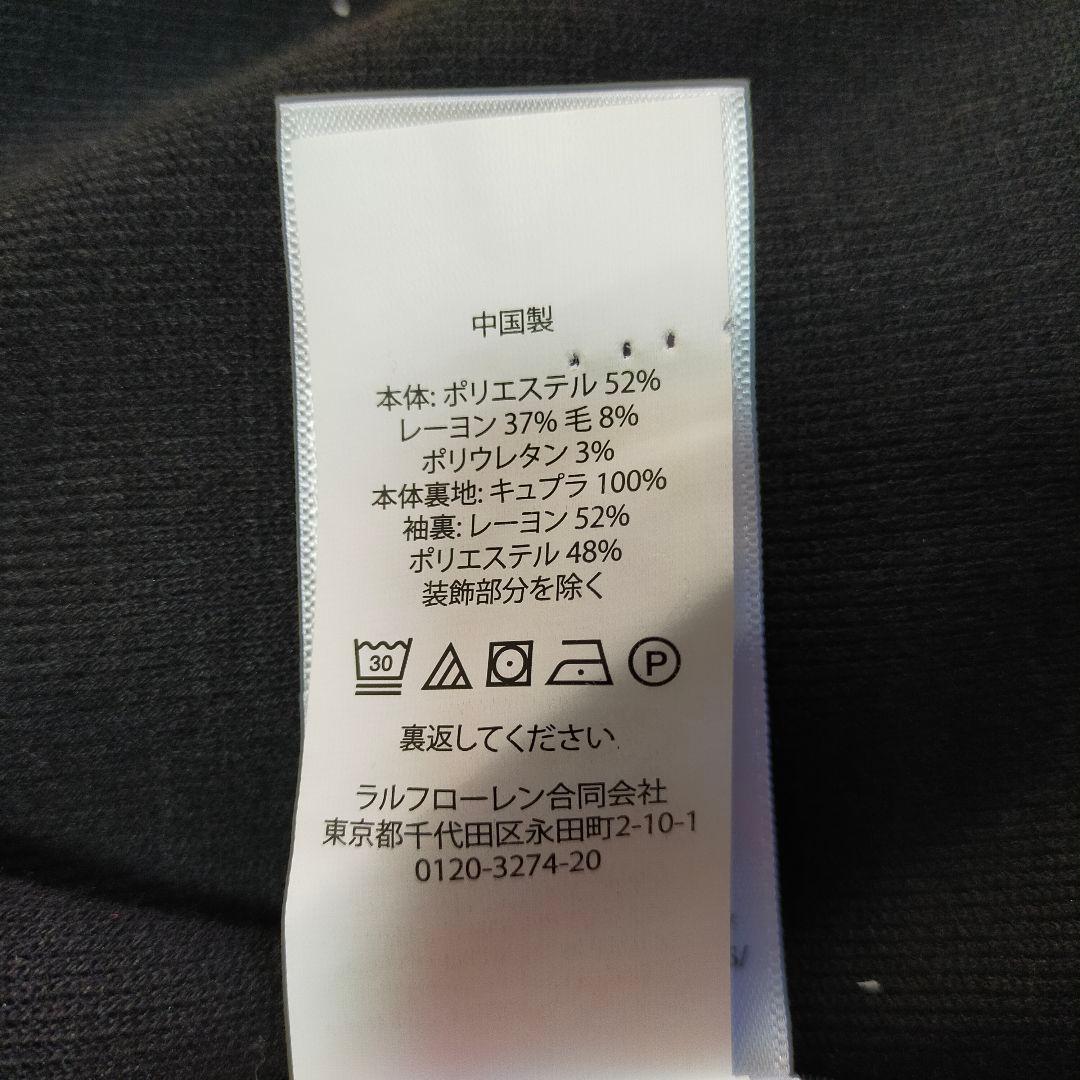 中国製
本体: ポリエステル 52%
レーヨン 37% 毛 8%
ポリウレタン 3%
本体裏地: キュプラ 100%
袖裏: レーヨン 52%
ポリエステル 48%
装飾部分を除く
30
P
裏返してください
ラルフローレン合同会社
東京都千代田区永田町2-10-1
0120-3274-20